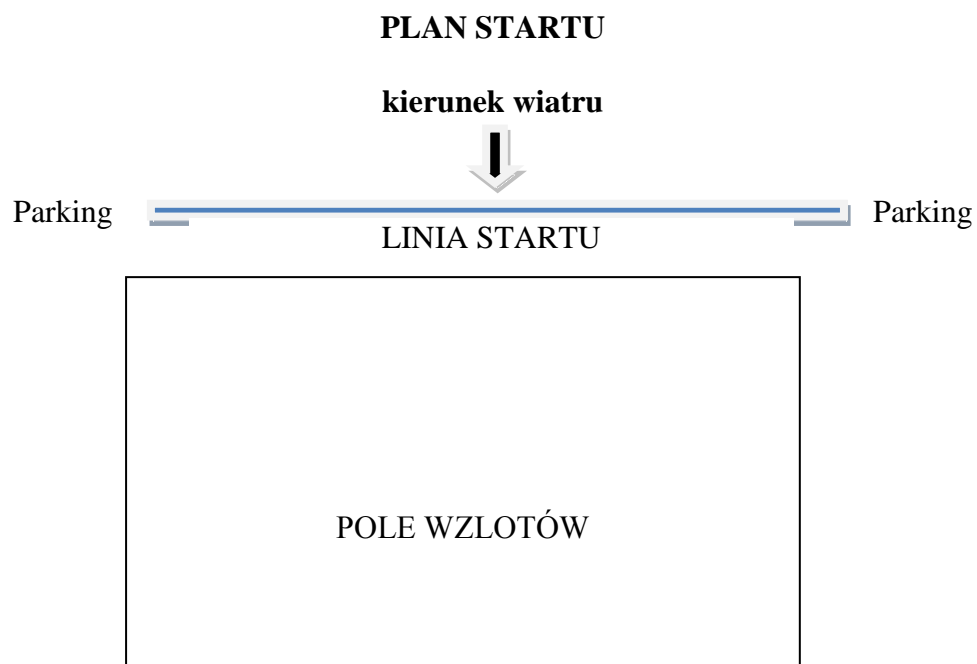 PLAN STARTU
kierunek wiatru
Parking Parking
LINIA STARTU
POLE WZLOTÓW